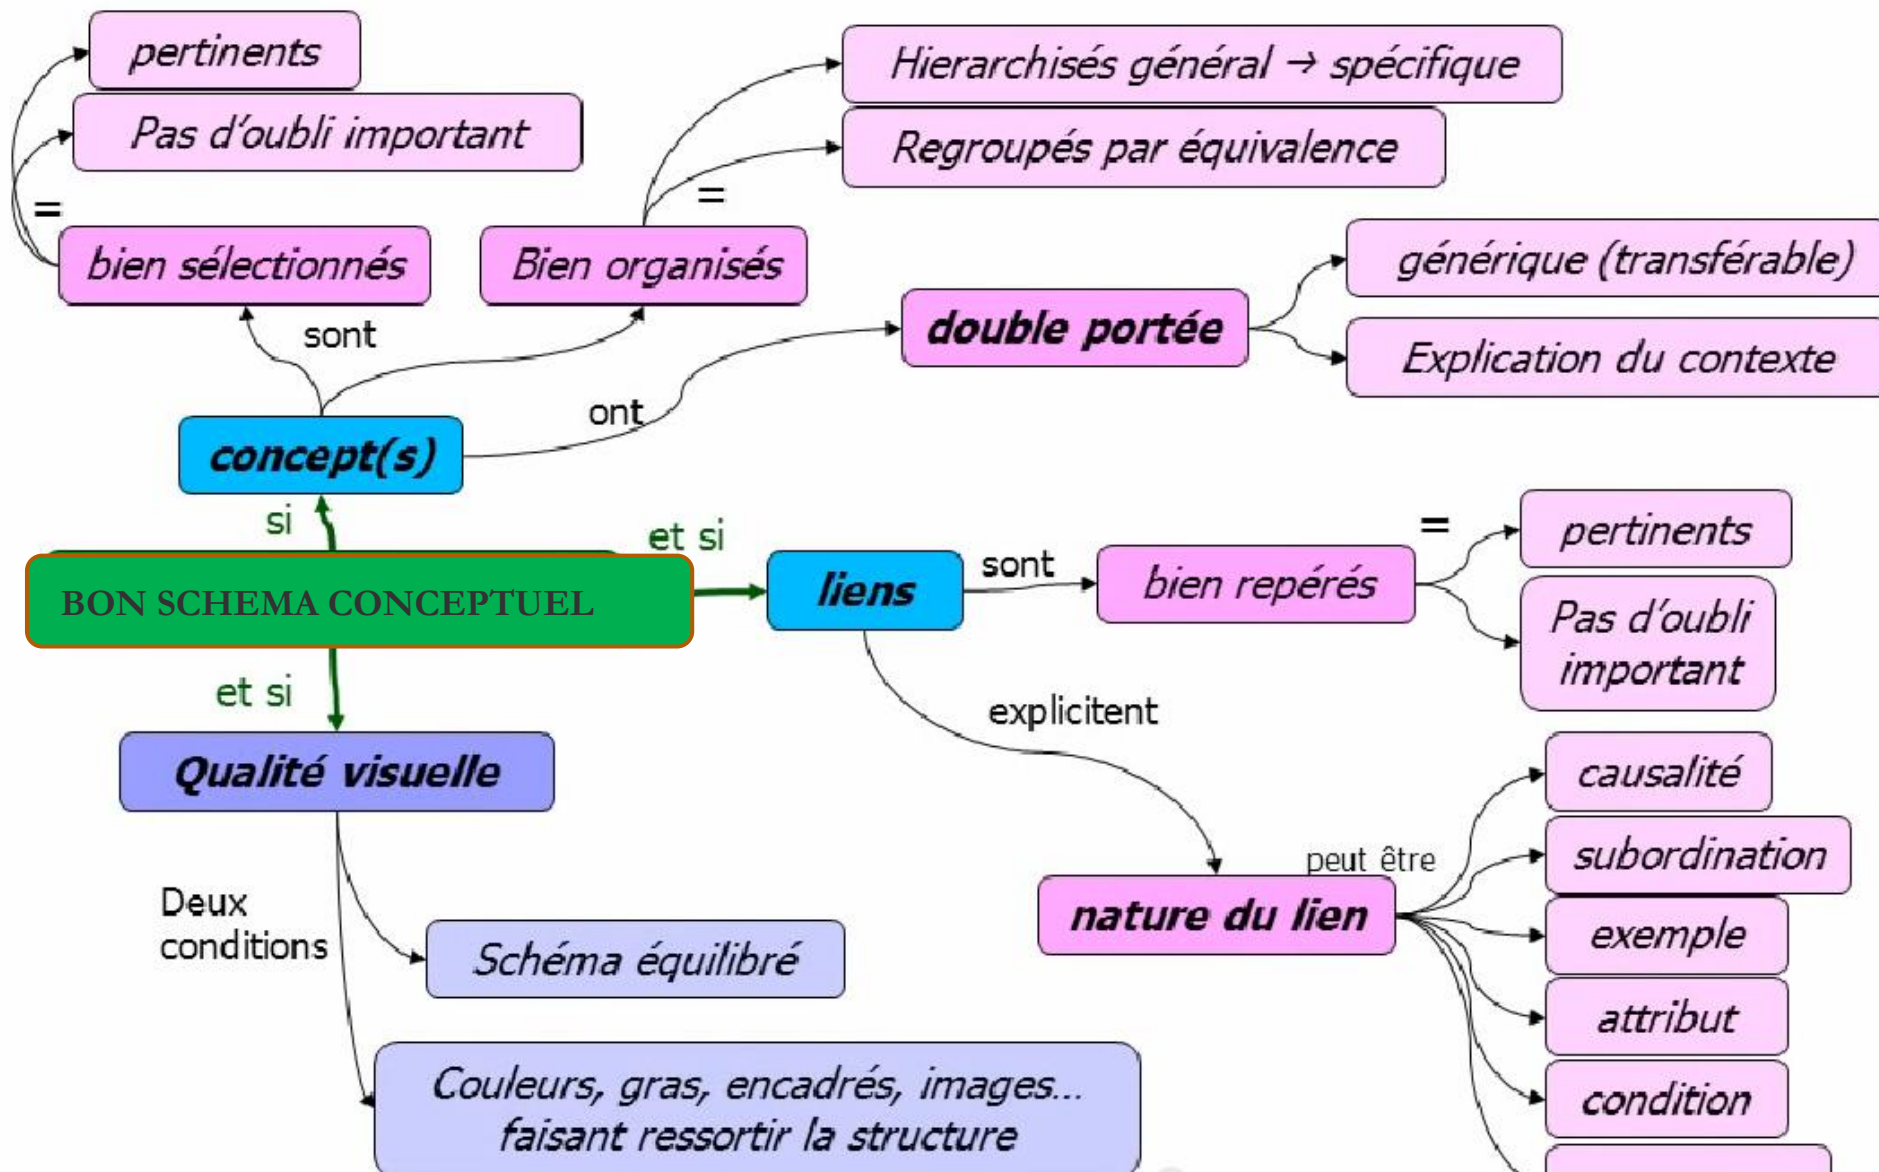 pertinents
Pas d'oubli important
=
bien sélectionnés
Hierarchisés général → spécifique
Regroupés par équivalence
=
Bien organisés
sont
générique (transférable)
double portée
Explication du contexte
ont
concept(s)
si
BON SCHEMA CONCEPTUEL
et si
liens
sont
bien repérés
=
pertinents
Pas d'oubli
important
explicitent
et si
Qualité visuelle
Deux
conditions
Schéma équilibré
Couleurs, gras, encadrés, images...
faisant ressortir la structure
peut être
nature du lien
causalité
subordination
exemple
attribut
condition